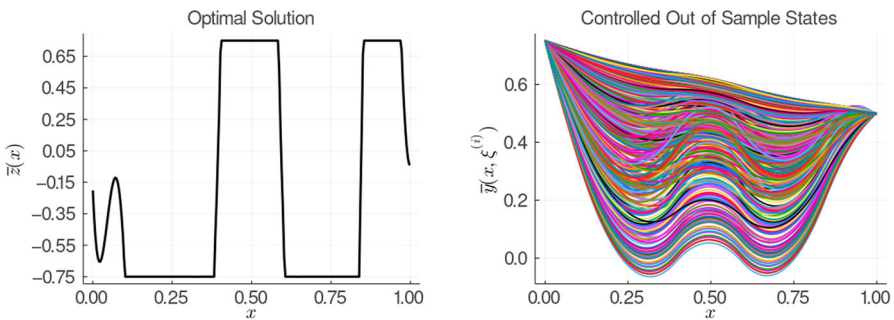 Optimal Solution
z̅(x)
0.65
0.45
0.25
0.05
−0.15
−0.35
−0.55
−0.75
0.00 0.25 0.50 0.75 1.00
x
Controlled Out of Sample States
y̅(x, ξ⁽ⁱ⁾)
0.6
0.4
0.2
0.0
0.00 0.25 0.50 0.75 1.00
x